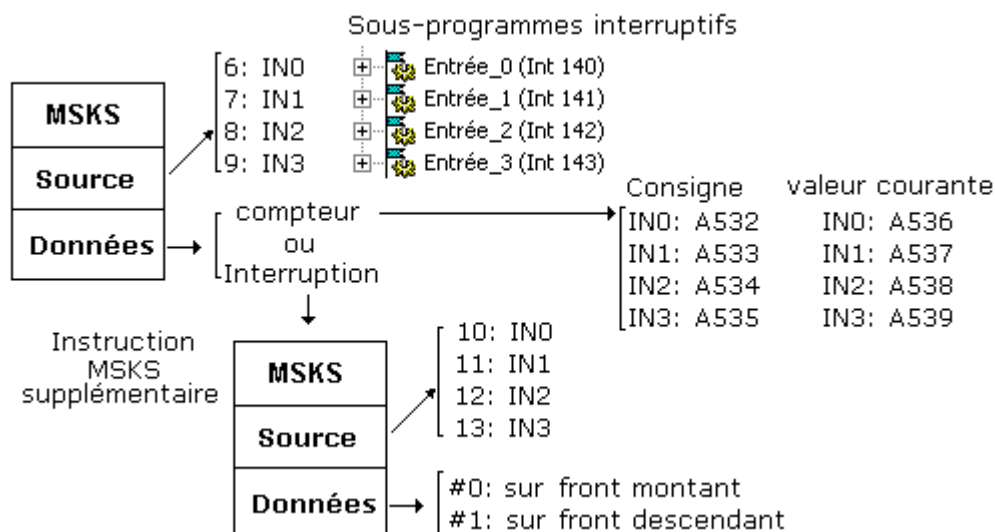 Sous-programmes interruptifs
6: IN0 Entrée_0 (Int 140)
7: IN1 Entrée_1 (Int 141)
8: IN2 Entrée_2 (Int 142)
9: IN3 Entrée_3 (Int 143)
MSKS
Source
Données
compteur
ou
Interruption
Consigne valeur courante
IN0: A532 IN0: A536
IN1: A533 IN1: A537
IN2: A534 IN2: A538
IN3: A535 IN3: A539
Instruction
MSKS
supplémentaire
MSKS
Source
Données
10: IN0
11: IN1
12: IN2
13: IN3
#0: sur front montant
#1: sur front descendant